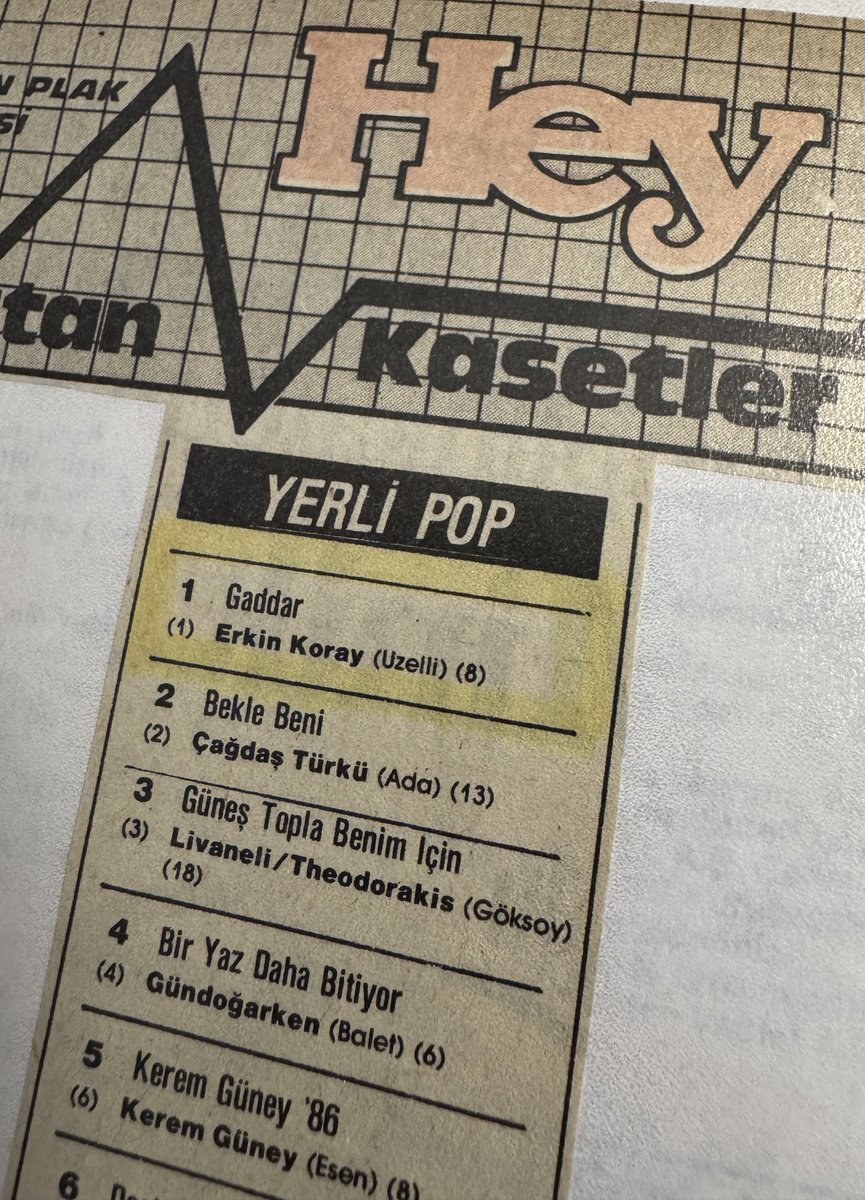 PLAK
Hey
Kasetler
YERLİ POP
1 Gaddar
(1) Erkin Koray (Uzelli) (8)
2 Bekle Beni
(2) Çağdaş Türkü (Ada) (13)
3 Güneş Topla Benim İçin
(3) Livaneli/Theodorakis (Göksoy)
(18)
4 Bir Yaz Daha Bitiyor
(4) Gündoğarken (Balet) (6)
5 Kerem Güney '86
(6) Kerem Güney (Esen) (8)
6